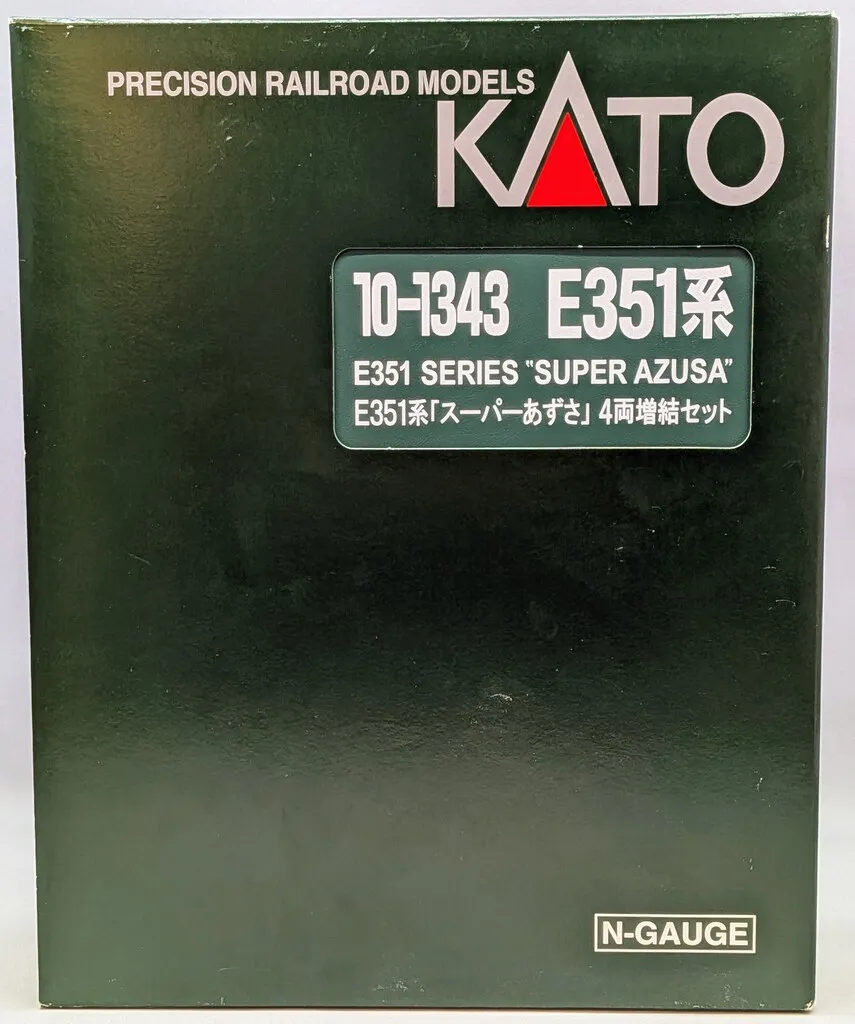 PRECISION RAILROAD MODELS
KATO
10-1343 E351系
E351 SERIES "SUPER AZUSA"
E351系「スーパーあずさ」4両増結セット
N-GAUGE